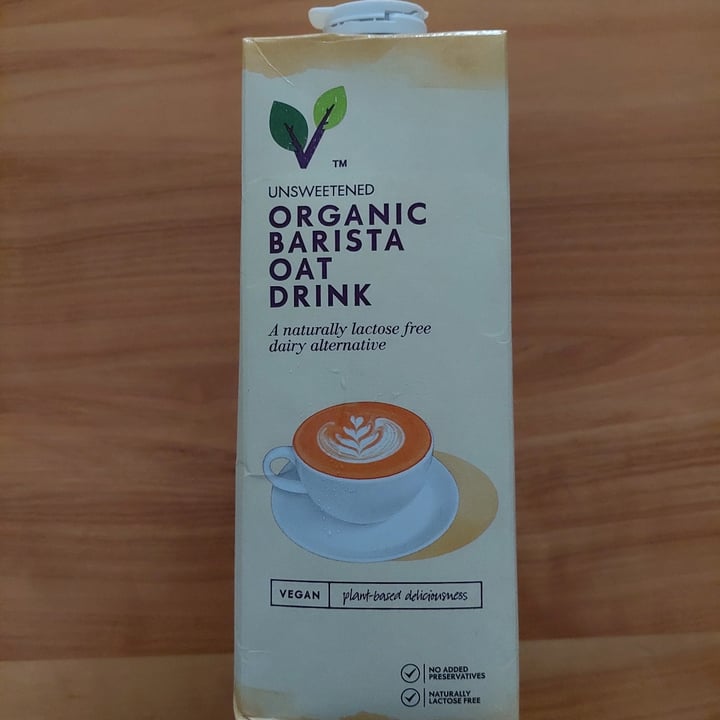 TM
UNSWEETENED
ORGANIC
BARISTA
OAT
DRINK
A naturally lactose free
dairy alternative
VEGAN plant-based deliciousness
NO ADDED
PRESERVATIVES
NATURALLY
LACTOSE FREE